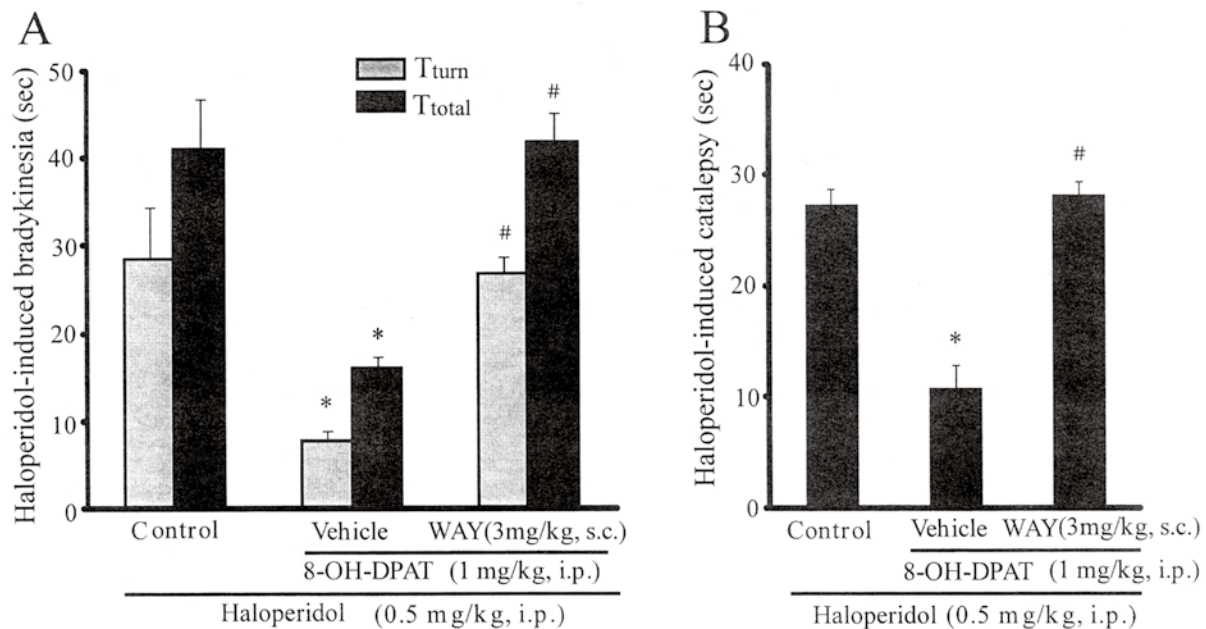 A
Haloperidol-induced bradykinesia (sec)
50
40
30
20
10
0
Tturn
Ttotal
*
*
#
#
Control
Vehicle
WAY(3mg/kg, s.c.)
8-OH-DPAT (1 mg/kg, i.p.)
Haloperidol (0.5 mg/kg, i.p.)
B
Haloperidol-induced catalepsy (sec)
40
30
20
10
0
*
#
Control
Vehicle
WAY(3mg/kg, s.c.)
8-OH-DPAT (1 mg/kg, i.p.)
Haloperidol (0.5 mg/kg, i.p.)